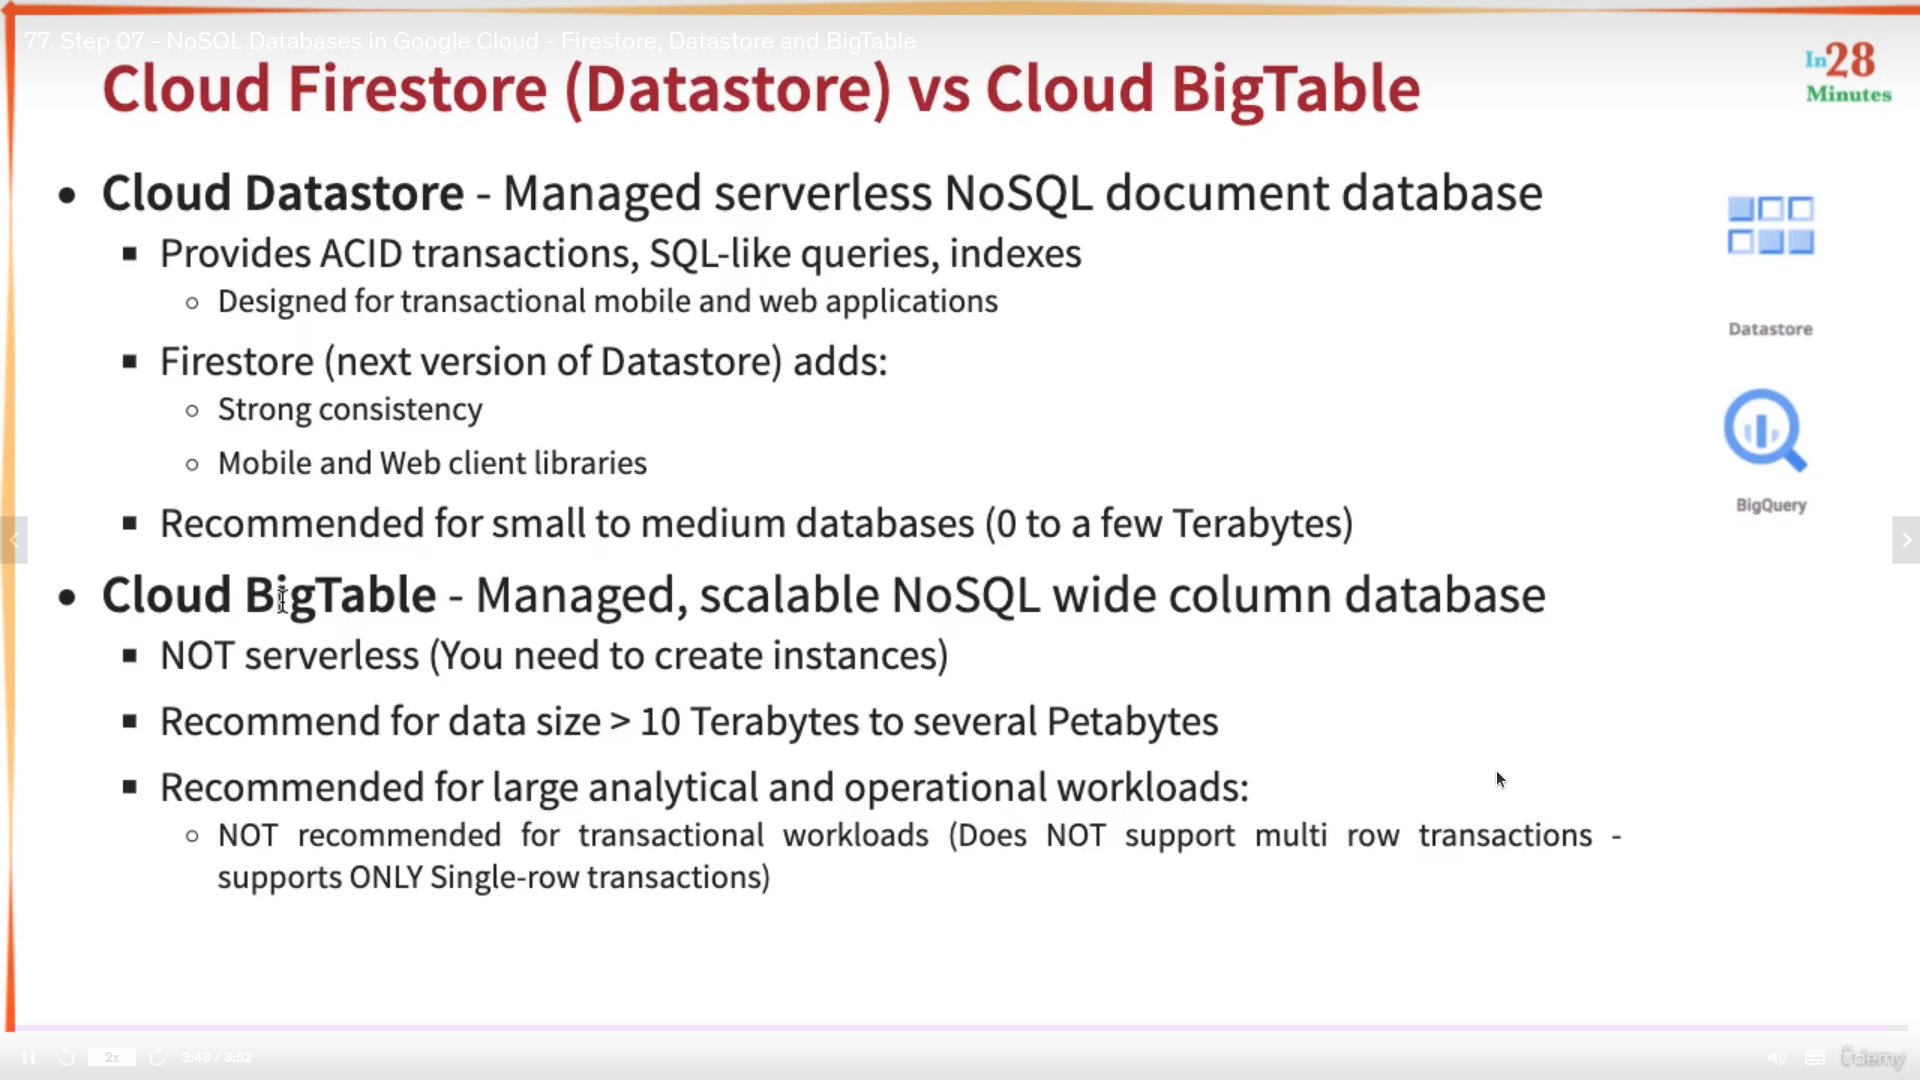 77. Step 07 - NoSQL Databases in Google Cloud - Firestore, Datastore and BigTable
Cloud Firestore (Datastore) vs Cloud BigTable
In28
Minutes
• Cloud Datastore - Managed serverless NoSQL document database
▪ Provides ACID transactions, SQL-like queries, indexes
○ Designed for transactional mobile and web applications
Datastore
▪ Firestore (next version of Datastore) adds:
○ Strong consistency
○ Mobile and Web client libraries
BigQuery
▪ Recommended for small to medium databases (0 to a few Terabytes)
• Cloud BigTable - Managed, scalable NoSQL wide column database
▪ NOT serverless (You need to create instances)
▪ Recommend for data size > 10 Terabytes to several Petabytes
▪ Recommended for large analytical and operational workloads:
○ NOT recommended for transactional workloads (Does NOT support multi row transactions -
supports ONLY Single-row transactions)
2x
3:49 / 3:52
ûdemy